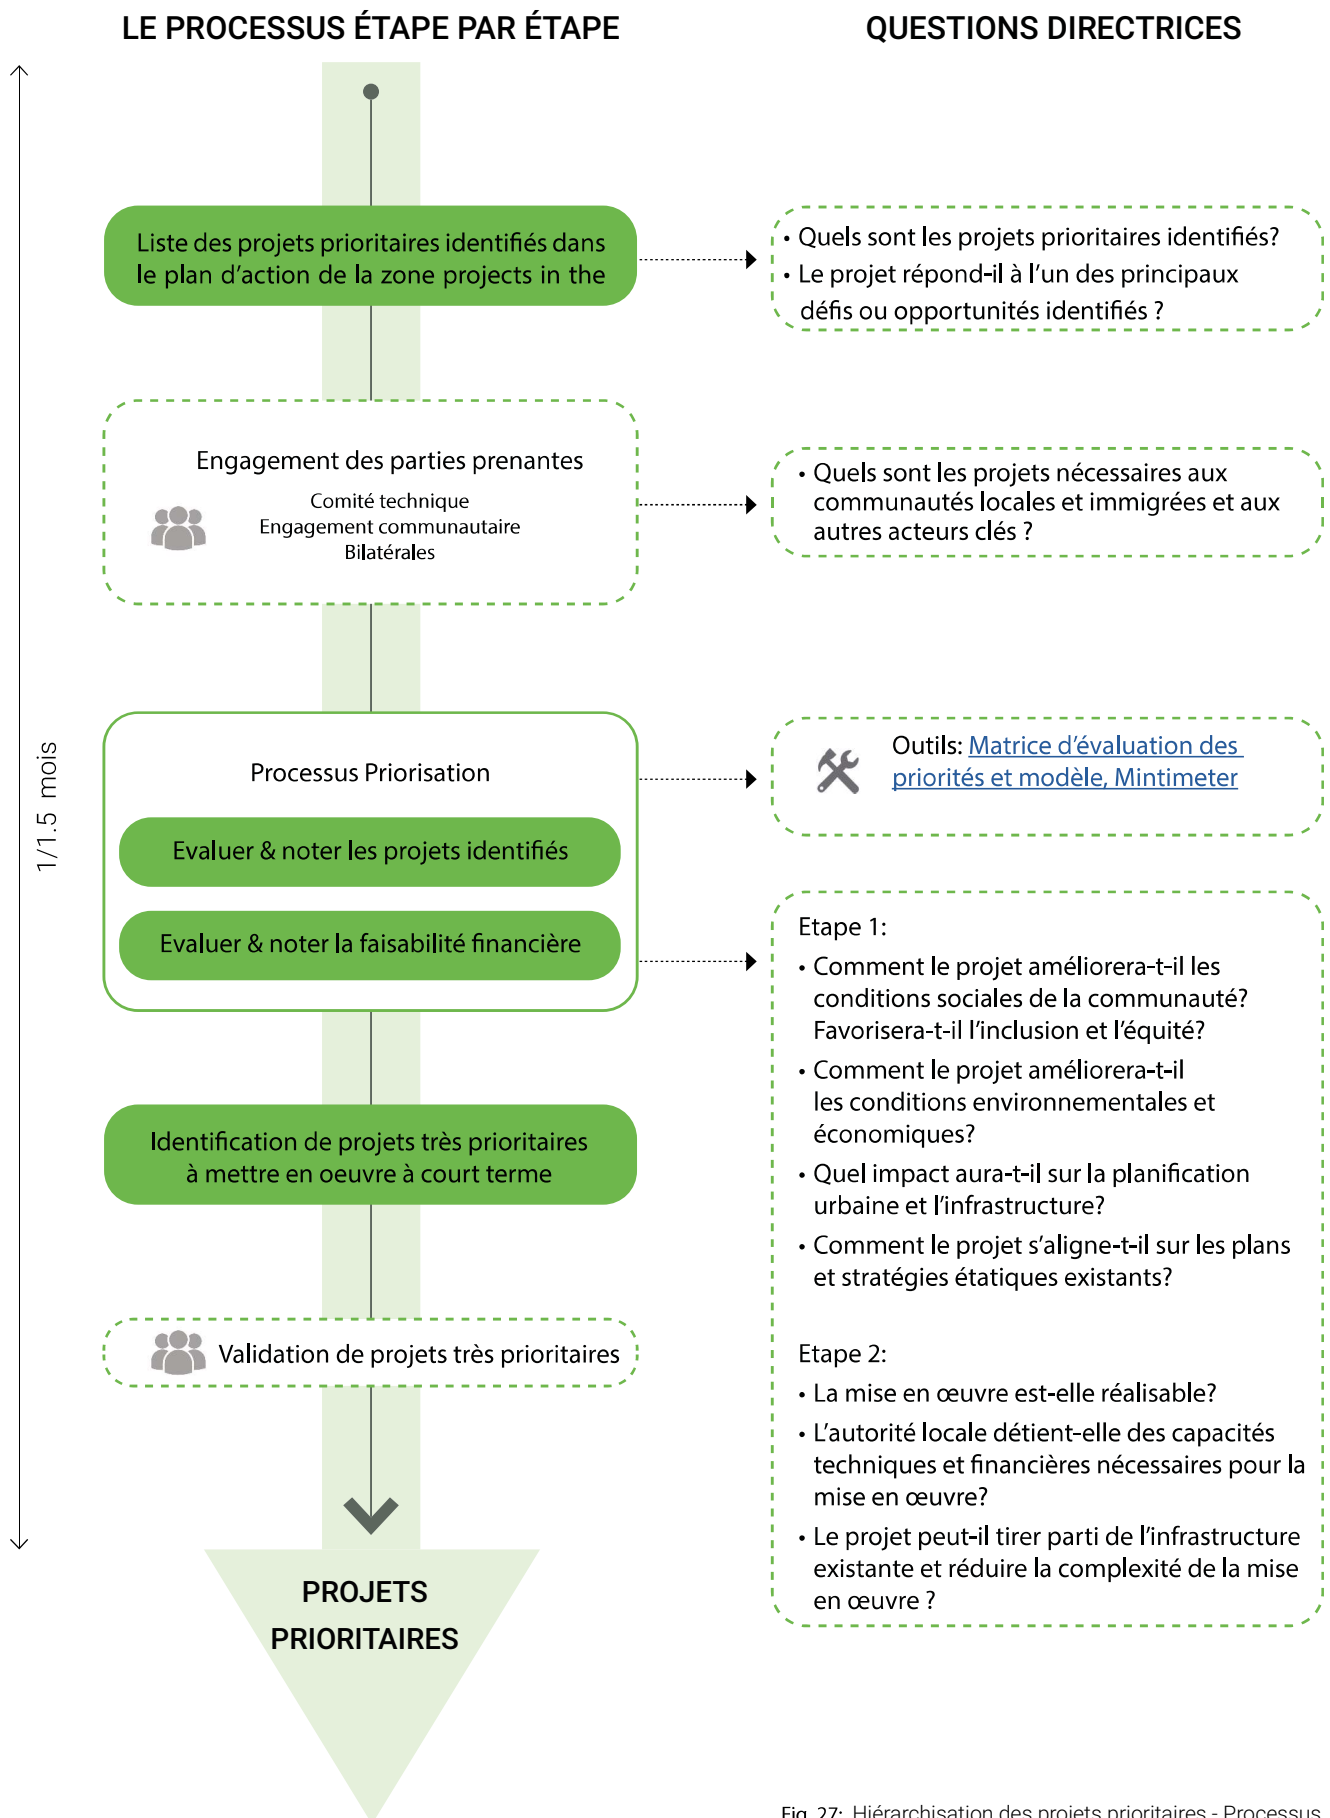 LE PROCESSUS ÉTAPE PAR ÉTAPE
QUESTIONS DIRECTRICES
1/1.5 mois
Liste des projets prioritaires identifiés dans
le plan d'action de la zone projects in the
• Quels sont les projets prioritaires identifiés?
• Le projet répond-il à l'un des principaux
défis ou opportunités identifiés ?
Engagement des parties prenantes
Comité technique
Engagement communautaire
Bilatérales
• Quels sont les projets nécessaires aux
communautés locales et immigrées et aux
autres acteurs clés ?
Processus Priorisation
Evaluer & noter les projets identifiés
Evaluer & noter la faisabilité financière
Outils: Matrice d'évaluation des
priorités et modèle, Mintimeter
Etape 1:
• Comment le projet améliorera-t-il les
conditions sociales de la communauté?
Favorisera-t-il l'inclusion et l'équité?
• Comment le projet améliorera-t-il
les conditions environnementales et
économiques?
• Quel impact aura-t-il sur la planification
urbaine et l'infrastructure?
• Comment le projet s'aligne-t-il sur les plans
et stratégies étatiques existants?
Etape 2:
• La mise en œuvre est-elle réalisable?
• L'autorité locale détient-elle des capacités
techniques et financières nécessaires pour la
mise en œuvre?
• Le projet peut-il tirer parti de l'infrastructure
existante et réduire la complexité de la mise
en œuvre ?
Identification de projets très prioritaires
à mettre en oeuvre à court terme
Validation de projets très prioritaires
PROJETS
PRIORITAIRES
Fig. 27: Hiérarchisation des projets prioritaires - Processus